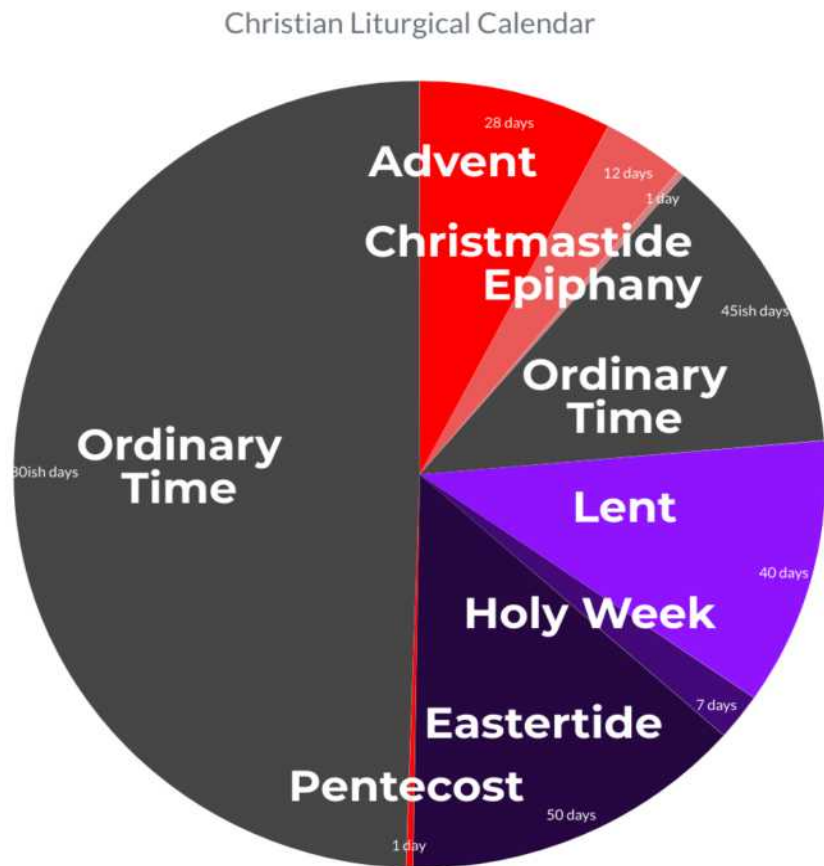 Christian Liturgical Calendar
28 days
Advent
12 days
1 day
Christmastide
Epiphany
45ish days
Ordinary
Time
Ordinary
Time
Lent
40 days
Holy Week
7 days
Eastertide
50 days
Pentecost
1 day